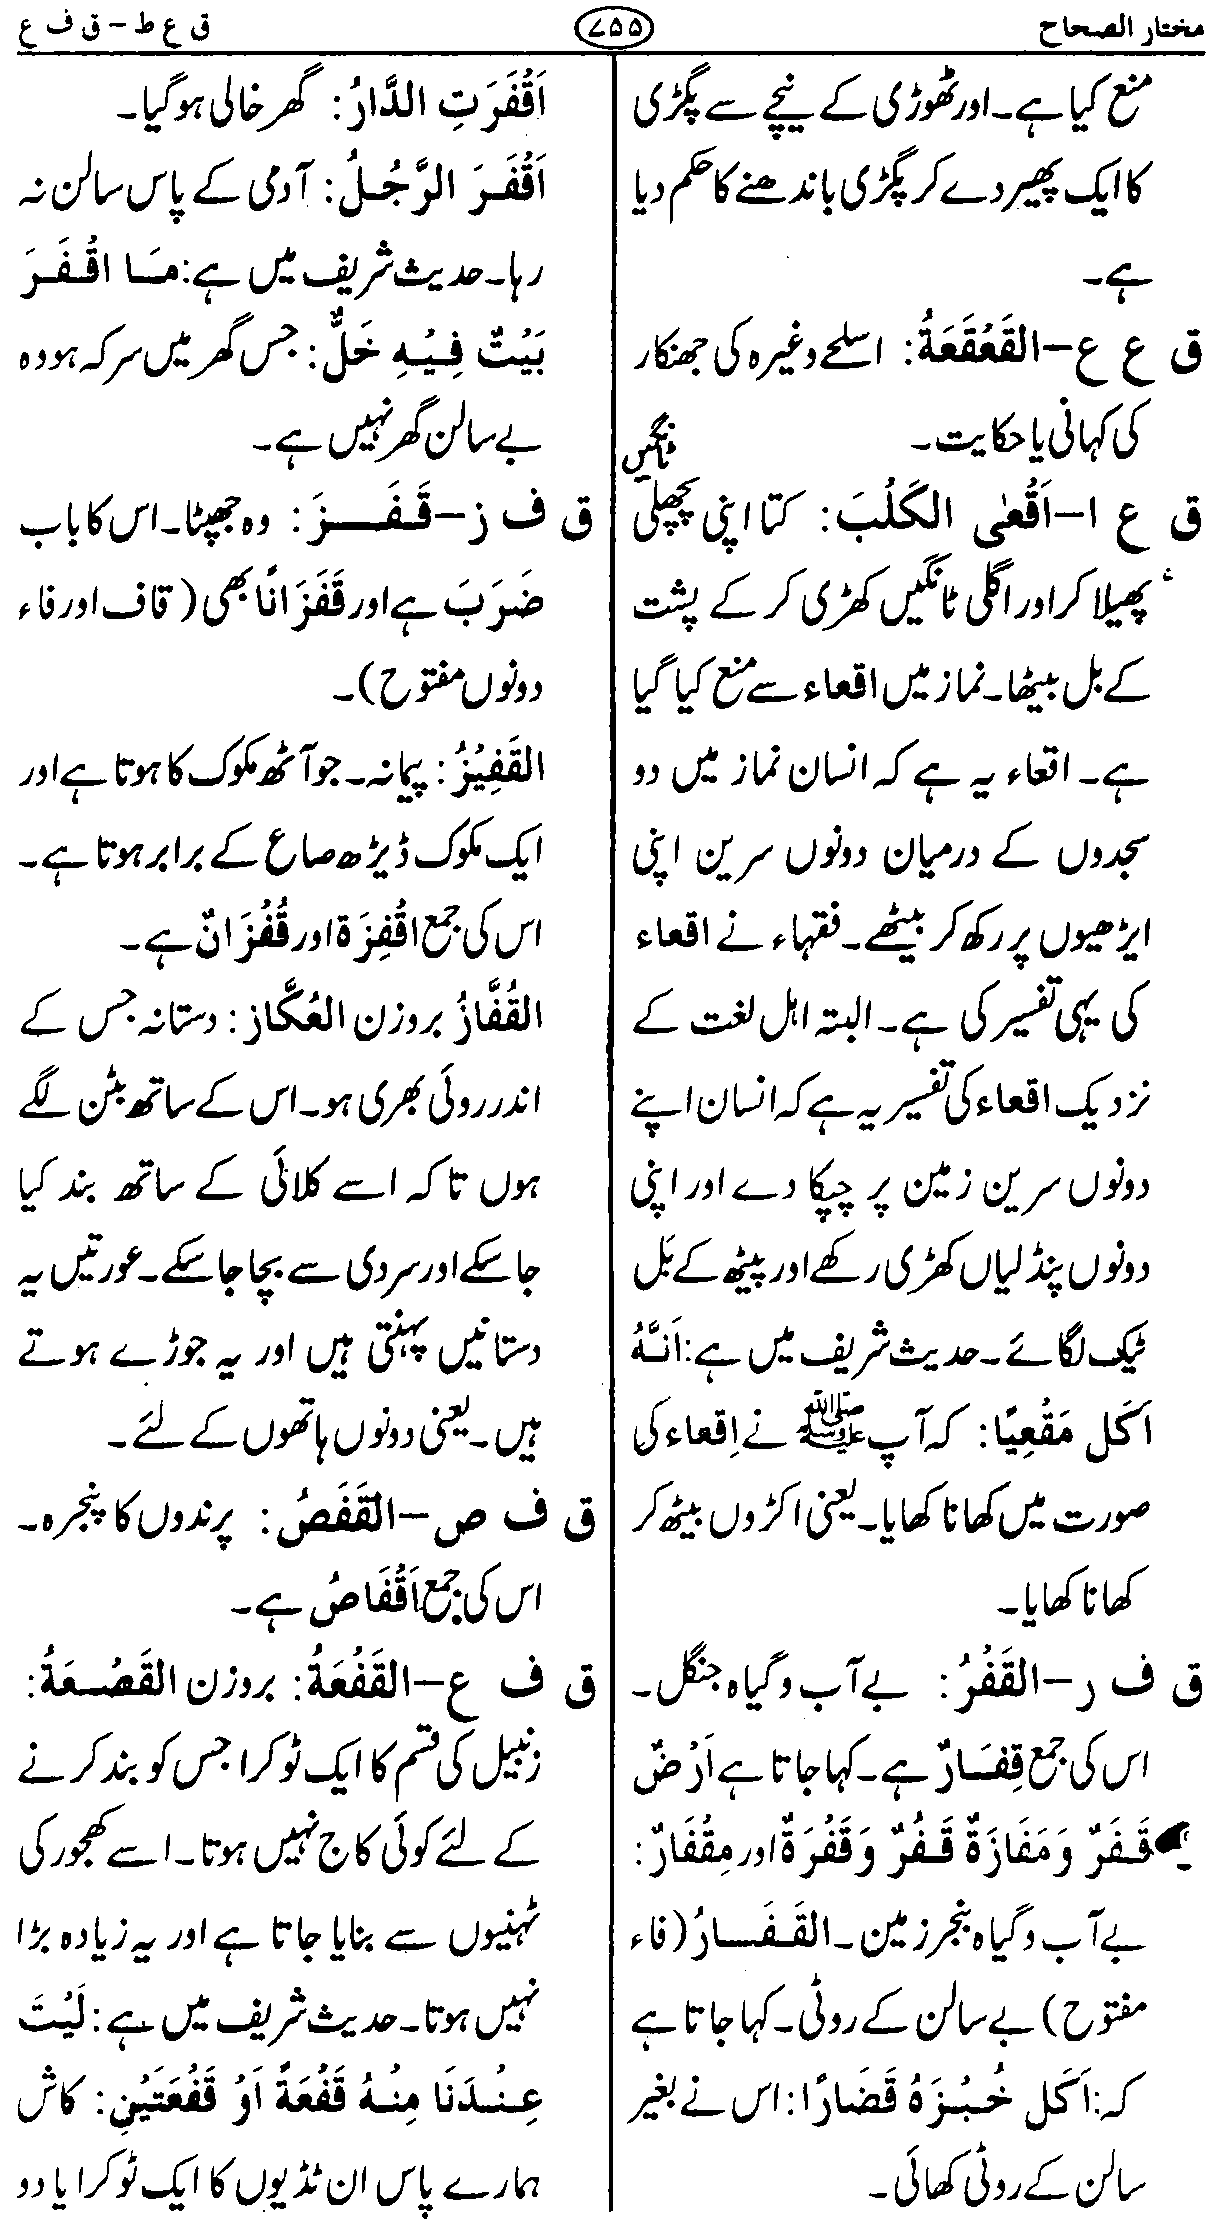 مختار الصحاح
۷۵۵
ق ع ط – ق ف ع
منع کیا ہے۔ اور ٹھوڑی کے نیچے سے پگڑی
کا ایک پھیر دے کر پگڑی باندھنے کا حکم دیا
ہے۔
ق ع ع – القَعْقَعَةُ: اسلحے وغیرہ کی جھنکار
کی کہانی یا حکایت۔
ق ع ا – اَقْعٰى الكَلْبَ: کتا اپنی پچھلی ٹانگیں
پھیلا کر اور اگلی ٹانگیں کھڑی کر کے پشت
کے بل بیٹھا۔ نماز میں اقعاء سے منع کیا گیا
ہے۔ اقعاء یہ ہے کہ انسان نماز میں دو
سجدوں کے درمیان دونوں سرین اپنی
ایڑھیوں پر رکھ کر بیٹھے۔ فقہاء نے اقعاء
کی یہی تفسیر کی ہے۔ البتہ اہل لغت کے
نزدیک اقعاء کی تفسیر یہ ہے کہ انسان اپنے
دونوں سرین زمین پر چپکا دے اور اپنی
دونوں پنڈلیاں کھڑی رکھے اور پیٹھ کے بَل
ٹیک لگائے۔ حدیث شریف میں ہے: اَنَّهُ
اَكَل مَقْعِيًا: کہ آپ ﷺ نے اِقعاء کی
صورت میں کھانا کھایا۔ یعنی اکڑوں بیٹھ کر
کھانا کھایا۔
ق ف ر – القَفْرُ: بے آب و گیاہ جنگل۔
اس کی جمع قِفَارٌ ہے۔ کہا جاتا ہے اَرْضٌ
قَفَرٌ وَمَفَازَةٌ قَفْرٌ وَقَفْرَةٌ اور مِقْفَارٌ:
بے آب و گیاہ بنجر زمین۔ القَفَارُ (فاء
مفتوح) بے سالن کے روٹی۔ کہا جاتا ہے
کہ: اَكَل خُبْزَهُ قَضَارًا: اس نے بغیر
سالن کے روٹی کھائی۔
اَقْفَرَتِ الدَّارُ: گھر خالی ہو گیا۔
اَقْفَرَ الرَّجُلُ: آدمی کے پاس سالن نہ
رہا۔ حدیث شریف میں ہے: مَا اقْفَرَ
بَيْتٌ فِيْهِ خَلٌّ: جس گھر میں سرکہ ہو وہ
بے سالن گھر نہیں ہے۔
ق ف ز – قَفَزَ: وہ جھپٹا۔ اس کا باب
ضَرَبَ ہے اور قَفَزَانًا بھی (قاف اور فاء
دونوں مفتوح)۔
القَفِيْزُ: پیمانہ۔ جو آٹھ مکوک کا ہوتا ہے اور
ایک مکوک ڈیڑھ صاع کے برابر ہوتا ہے۔
اس کی جمع اقْفِزَة اور قُفْزَانٌ ہے۔
القُفَّازُ بروزن العُكَّاز: دستانہ جس کے
اندر روئی بھری ہو۔ اس کے ساتھ بٹن لگے
ہوں تا کہ اسے کلائی کے ساتھ بند کیا
جا سکے اور سردی سے بچا جا سکے۔ عورتیں یہ
دستانیں پہنتی ہیں اور یہ جوڑے ہوتے
ہیں۔ یعنی دونوں ہاتھوں کے لئے۔
ق ف ص – القَفَصُ: پرندوں کا پنجرہ۔
اس کی جمع اَقْفَاصُ ہے۔
ق ف ع – القَفْعَةُ: بروزن القَصْعَةُ:
زنبیل کی قسم کا ایک ٹوکرا جس کو بند کرنے
کے لئے کوئی کاج نہیں ہوتا۔ اسے کھجور کی
ٹہنیوں سے بنایا جاتا ہے اور یہ زیادہ بڑا
نہیں ہوتا۔ حدیث شریف میں ہے: لَيْتَ
عِنْدَنَا مِنْهُ قَفْعَةً اَوْ قَفْعَتَيْنِ: کاش
ہمارے پاس ان ٹڈیوں کا ایک ٹوکرا یا دو